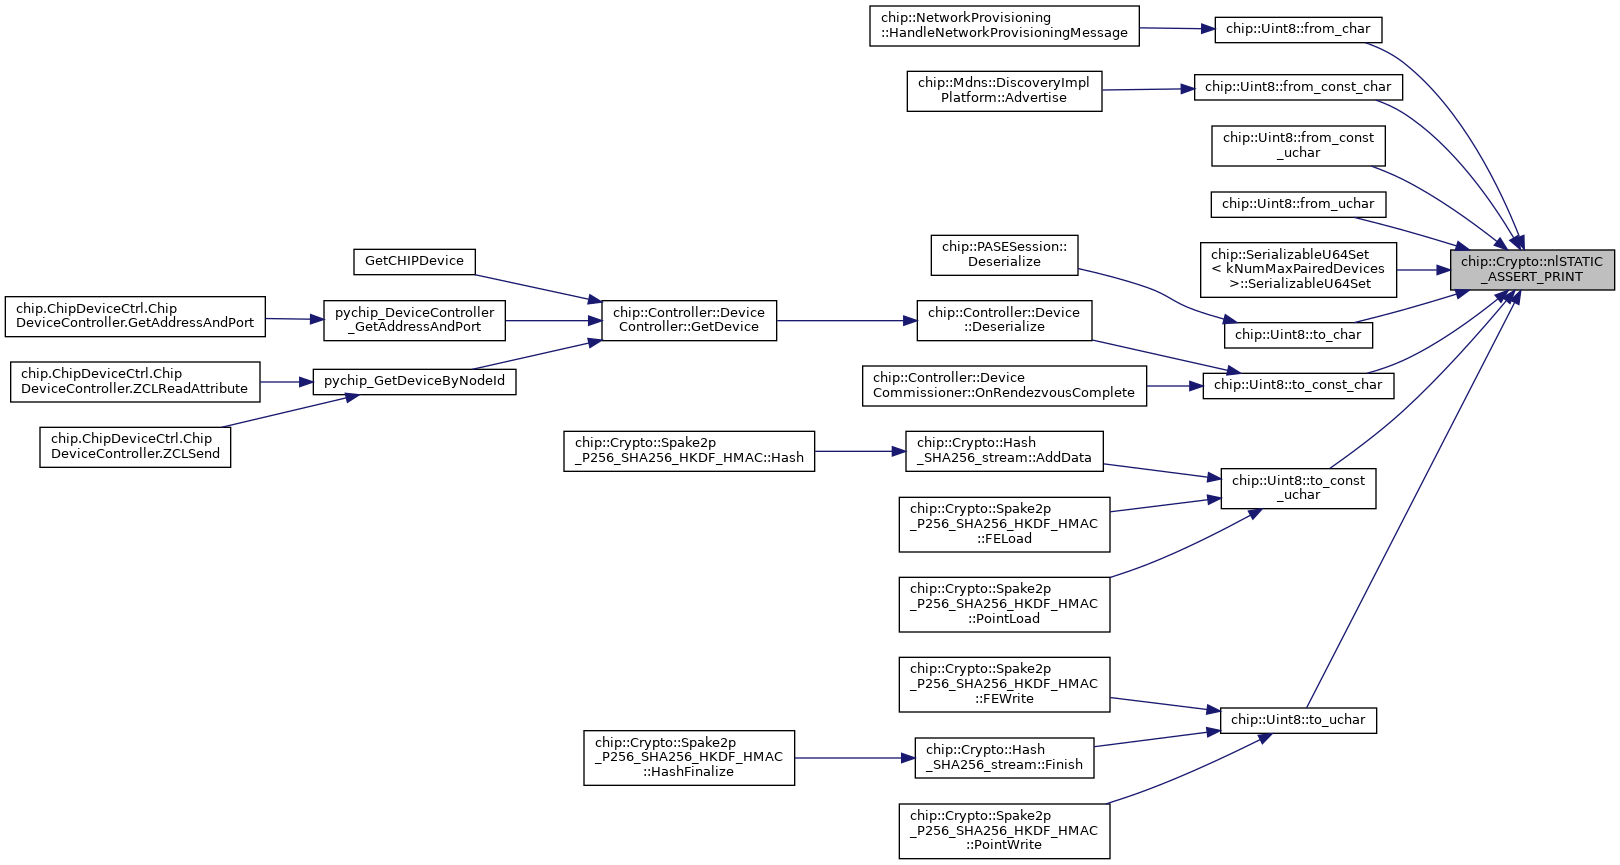 chip::NetworkProvisioning
::HandleNetworkProvisioningMessage
chip::Uint8::from_char
chip::Mdns::DiscoveryImpl
Platform::Advertise
chip::Uint8::from_const_char
chip::Uint8::from_const
_uchar
chip::Uint8::from_uchar
chip::PASESession::
Deserialize
chip::SerializableU64Set
< kNumMaxPairedDevices
>::SerializableU64Set
chip::Crypto::nlSTATIC
_ASSERT_PRINT
GetCHIPDevice
chip.ChipDeviceCtrl.Chip
DeviceController.GetAddressAndPort
pychip_DeviceController
_GetAddressAndPort
chip::Controller::Device
Controller::GetDevice
chip::Controller::Device
::Deserialize
chip::Uint8::to_char
chip.ChipDeviceCtrl.Chip
DeviceController.ZCLReadAttribute
pychip_GetDeviceByNodeId
chip::Controller::Device
Commissioner::OnRendezvousComplete
chip::Uint8::to_const_char
chip.ChipDeviceCtrl.Chip
DeviceController.ZCLSend
chip::Crypto::Spake2p
_P256_SHA256_HKDF_HMAC::Hash
chip::Crypto::Hash
_SHA256_stream::AddData
chip::Uint8::to_const
_uchar
chip::Crypto::Spake2p
_P256_SHA256_HKDF_HMAC
::FELoad
chip::Crypto::Spake2p
_P256_SHA256_HKDF_HMAC
::PointLoad
chip::Crypto::Spake2p
_P256_SHA256_HKDF_HMAC
::FEWrite
chip::Uint8::to_uchar
chip::Crypto::Spake2p
_P256_SHA256_HKDF_HMAC
::HashFinalize
chip::Crypto::Hash
_SHA256_stream::Finish
chip::Crypto::Spake2p
_P256_SHA256_HKDF_HMAC
::PointWrite